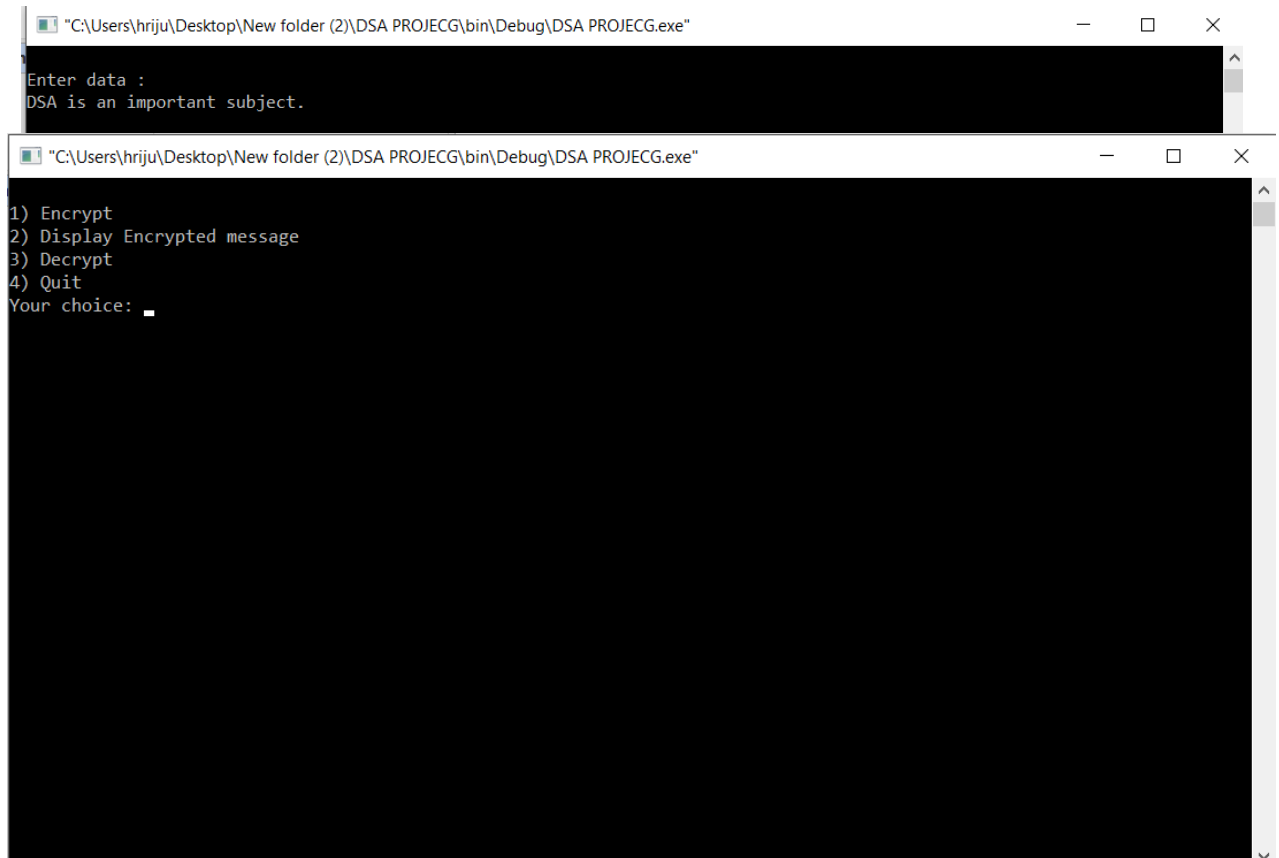 "C:\Users\hriju\Desktop\New folder (2)\DSA PROJECG\bin\Debug\DSA PROJECG.exe"
Enter data :
DSA is an important subject.
"C:\Users\hriju\Desktop\New folder (2)\DSA PROJECG\bin\Debug\DSA PROJECG.exe"
1) Encrypt
2) Display Encrypted message
3) Decrypt
4) Quit
Your choice: